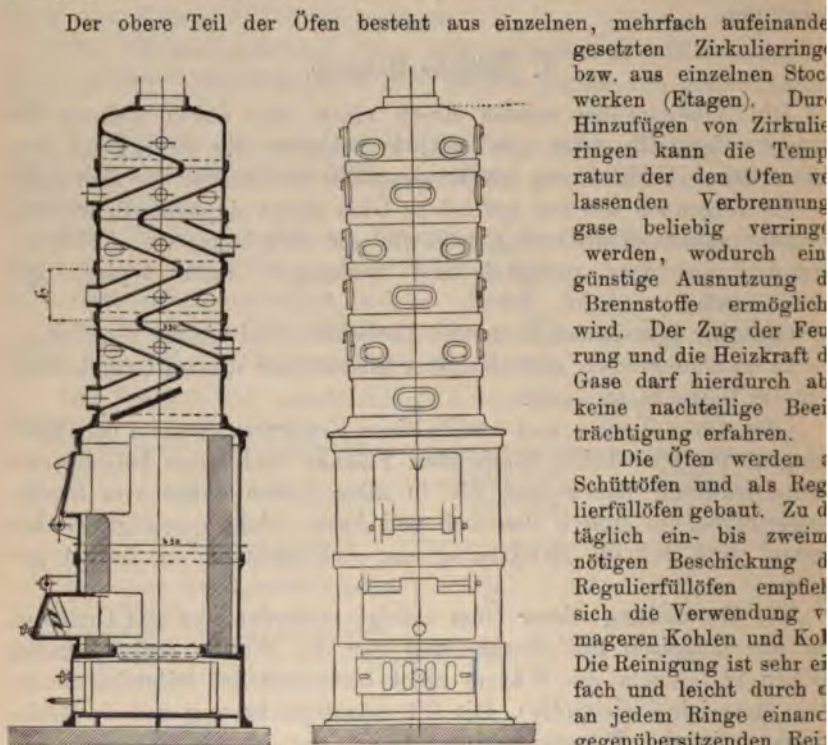 Der obere Teil der Öfen besteht aus einzelnen, mehrfach aufeinande
gesetzten Zirkulierringe
bzw. aus einzelnen Stoc
werken (Etagen). Durc
Hinzufügen von Zirkulie
ringen kann die Temp
ratur der den Ofen ve
lassenden Verbrennung
gase beliebig verringe
werden, wodurch ein
günstige Ausnutzung d
Brennstoffe ermöglich
wird. Der Zug der Feu
rung und die Heizkraft d
Gase darf hierdurch ab
keine nachteilige Beei
trächtigung erfahren.
Die Öfen werden a
Schüttöfen und als Reg
lierfüllöfen gebaut. Zu d
täglich ein- bis zweim
nötigen Beschickung d
Regulierfüllöfen empfieh
sich die Verwendung v
mageren Kohlen und Kol
Die Reinigung ist sehr ei
fach und leicht durch
an jedem Ringe einand
gegenübersitzenden Rei